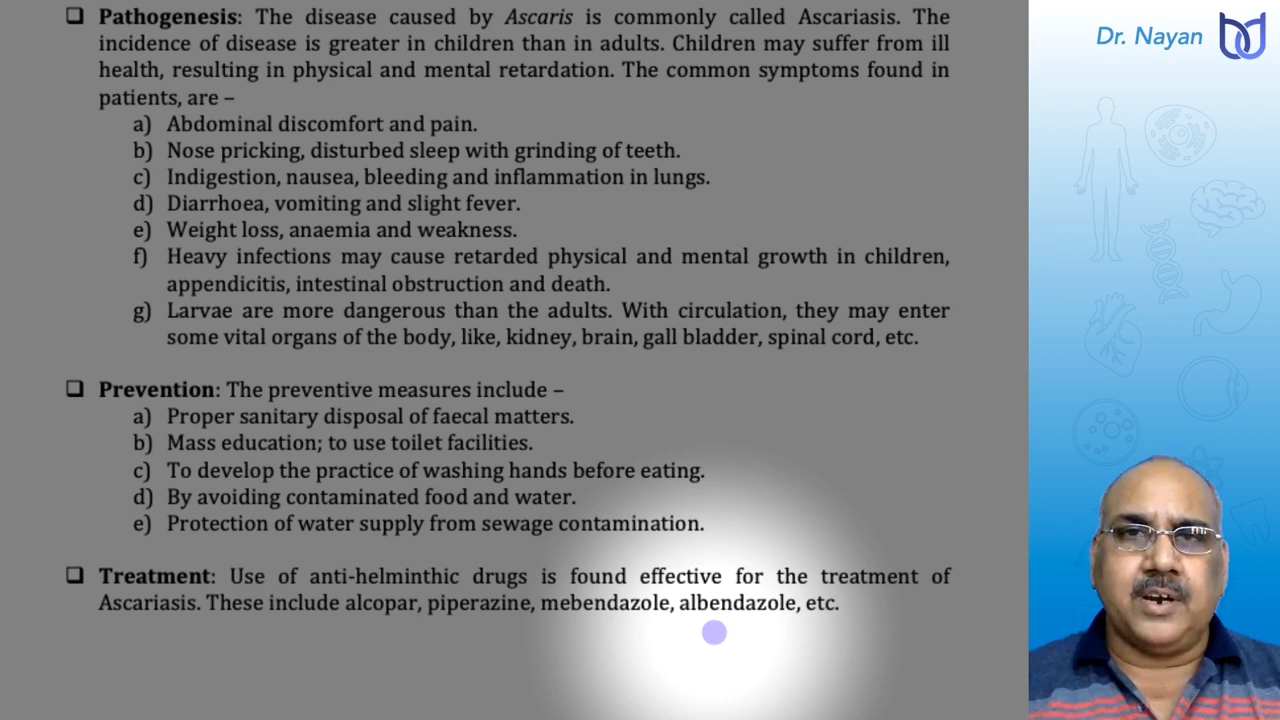 ❑ Pathogenesis: The disease caused by Ascaris is commonly called Ascariasis. The
incidence of disease is greater in children than in adults. Children may suffer from ill
health, resulting in physical and mental retardation. The common symptoms found in
patients, are –
a) Abdominal discomfort and pain.
b) Nose pricking, disturbed sleep with grinding of teeth.
c) Indigestion, nausea, bleeding and inflammation in lungs.
d) Diarrhoea, vomiting and slight fever.
e) Weight loss, anaemia and weakness.
f) Heavy infections may cause retarded physical and mental growth in children,
appendicitis, intestinal obstruction and death.
g) Larvae are more dangerous than the adults. With circulation, they may enter
some vital organs of the body, like, kidney, brain, gall bladder, spinal cord, etc.
❑ Prevention: The preventive measures include –
a) Proper sanitary disposal of faecal matters.
b) Mass education; to use toilet facilities.
c) To develop the practice of washing hands before eating.
d) By avoiding contaminated food and water.
e) Protection of water supply from sewage contamination.
❑ Treatment: Use of anti-helminthic drugs is found effective for the treatment of
Ascariasis. These include alcopar, piperazine, mebendazole, albendazole, etc.
Dr. Nayan